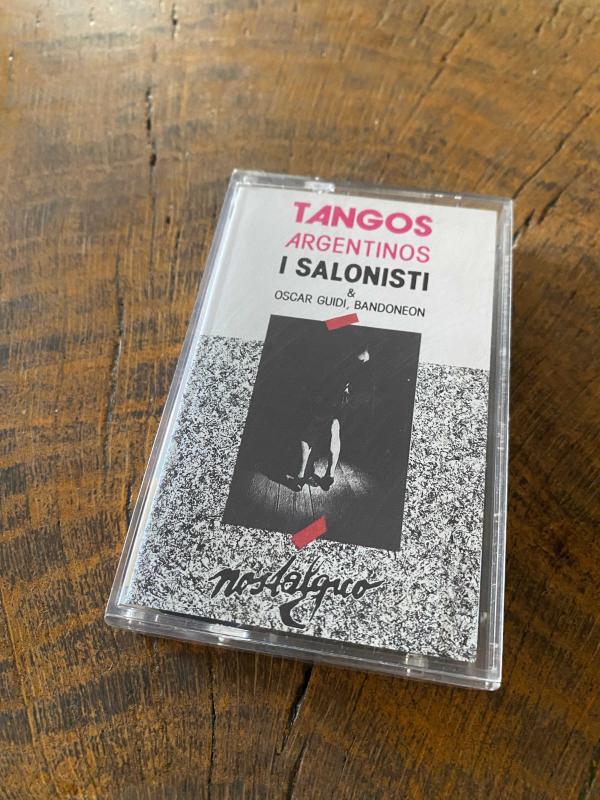 TANGOS
ARGENTINOS
I SALONISTI
&
OSCAR GUIDI, BANDONEON
nostalgico